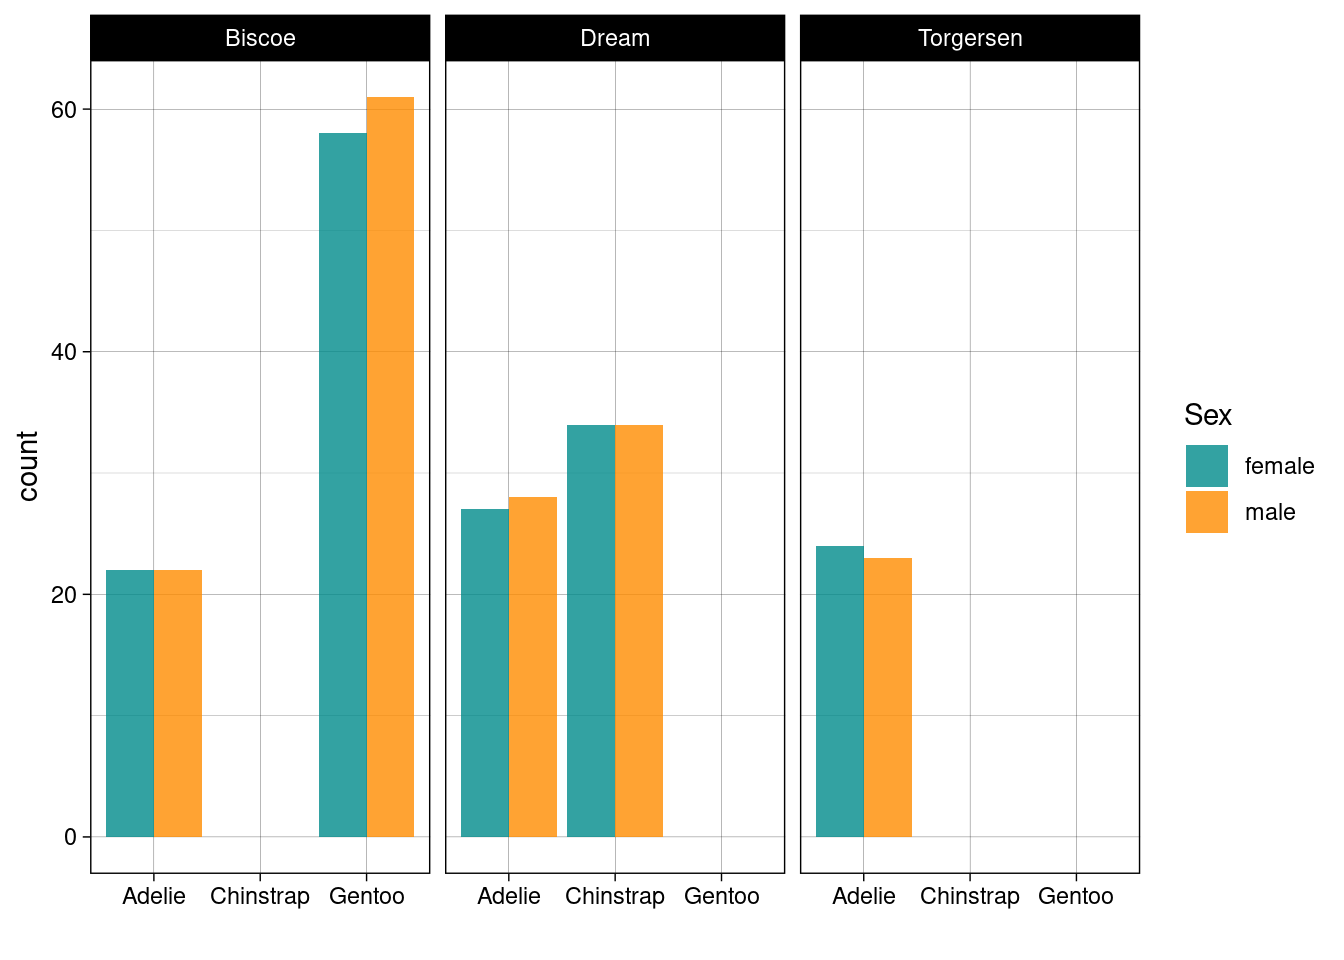 Biscoe Dream Torgersen
60
40
20
0
count
Adelie Chinstrap Gentoo Adelie Chinstrap Gentoo Adelie Chinstrap Gentoo
Sex
female
male